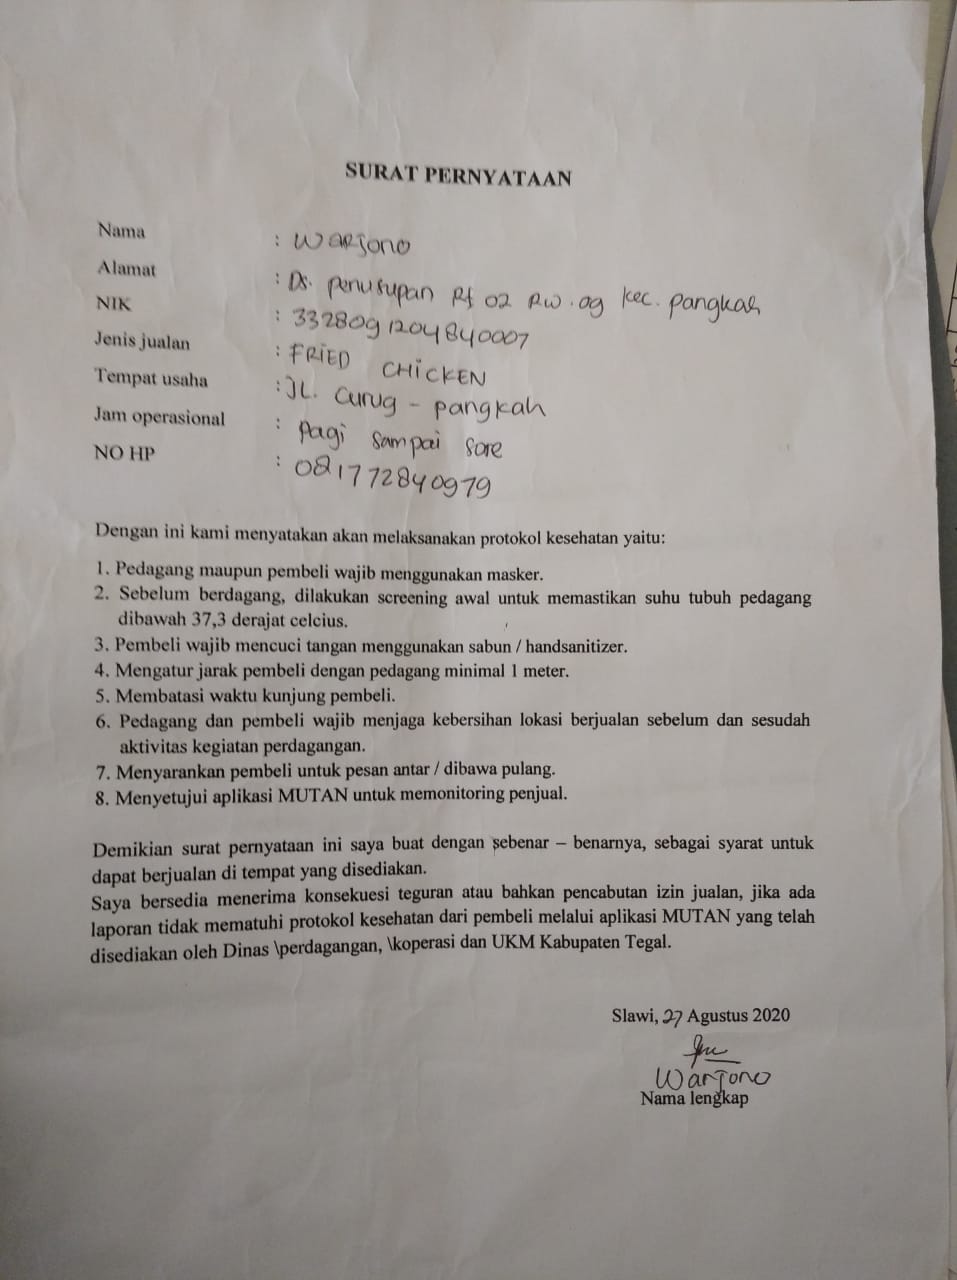 SURAT PERNYATAAN
Nama : Warjono
Alamat : Ds. penusupan Rt 02 Rw. 09 Kec. pangkah
NIK : 3328091204840007
Jenis jualan : FRIED CHICKEN
Tempat usaha : JL. Curug - pangkah
Jam operasional : pagi sampai sore
NO HP : 081772840979
Dengan ini kami menyatakan akan melaksanakan protokol kesehatan yaitu:
1. Pedagang maupun pembeli wajib menggunakan masker.
2. Sebelum berdagang, dilakukan screening awal untuk memastikan suhu tubuh pedagang
dibawah 37,3 derajat celcius.
3. Pembeli wajib mencuci tangan menggunakan sabun / handsanitizer.
4. Mengatur jarak pembeli dengan pedagang minimal 1 meter.
5. Membatasi waktu kunjung pembeli.
6. Pedagang dan pembeli wajib menjaga kebersihan lokasi berjualan sebelum dan sesudah
aktivitas kegiatan perdagangan.
7. Menyarankan pembeli untuk pesan antar / dibawa pulang.
8. Menyetujui aplikasi MUTAN untuk memonitoring penjual.
Demikian surat pernyataan ini saya buat dengan sebenar – benarnya, sebagai syarat untuk
dapat berjualan di tempat yang disediakan.
Saya bersedia menerima konsekuesi teguran atau bahkan pencabutan izin jualan, jika ada
laporan tidak mematuhi protokol kesehatan dari pembeli melalui aplikasi MUTAN yang telah
disediakan oleh Dinas \perdagangan, \koperasi dan UKM Kabupaten Tegal.
Slawi, 27 Agustus 2020
Warjono
Nama lengkap